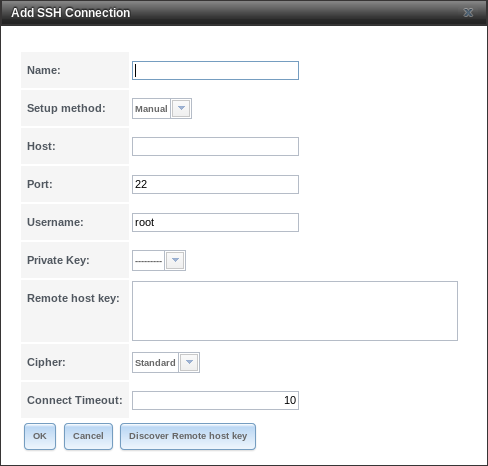 Add SSH Connection
Name:
Setup method: Manual
Host:
Port: 22
Username: root
Private Key: ---------
Remote host key:
Cipher: Standard
Connect Timeout: 10
OK Cancel Discover Remote host key